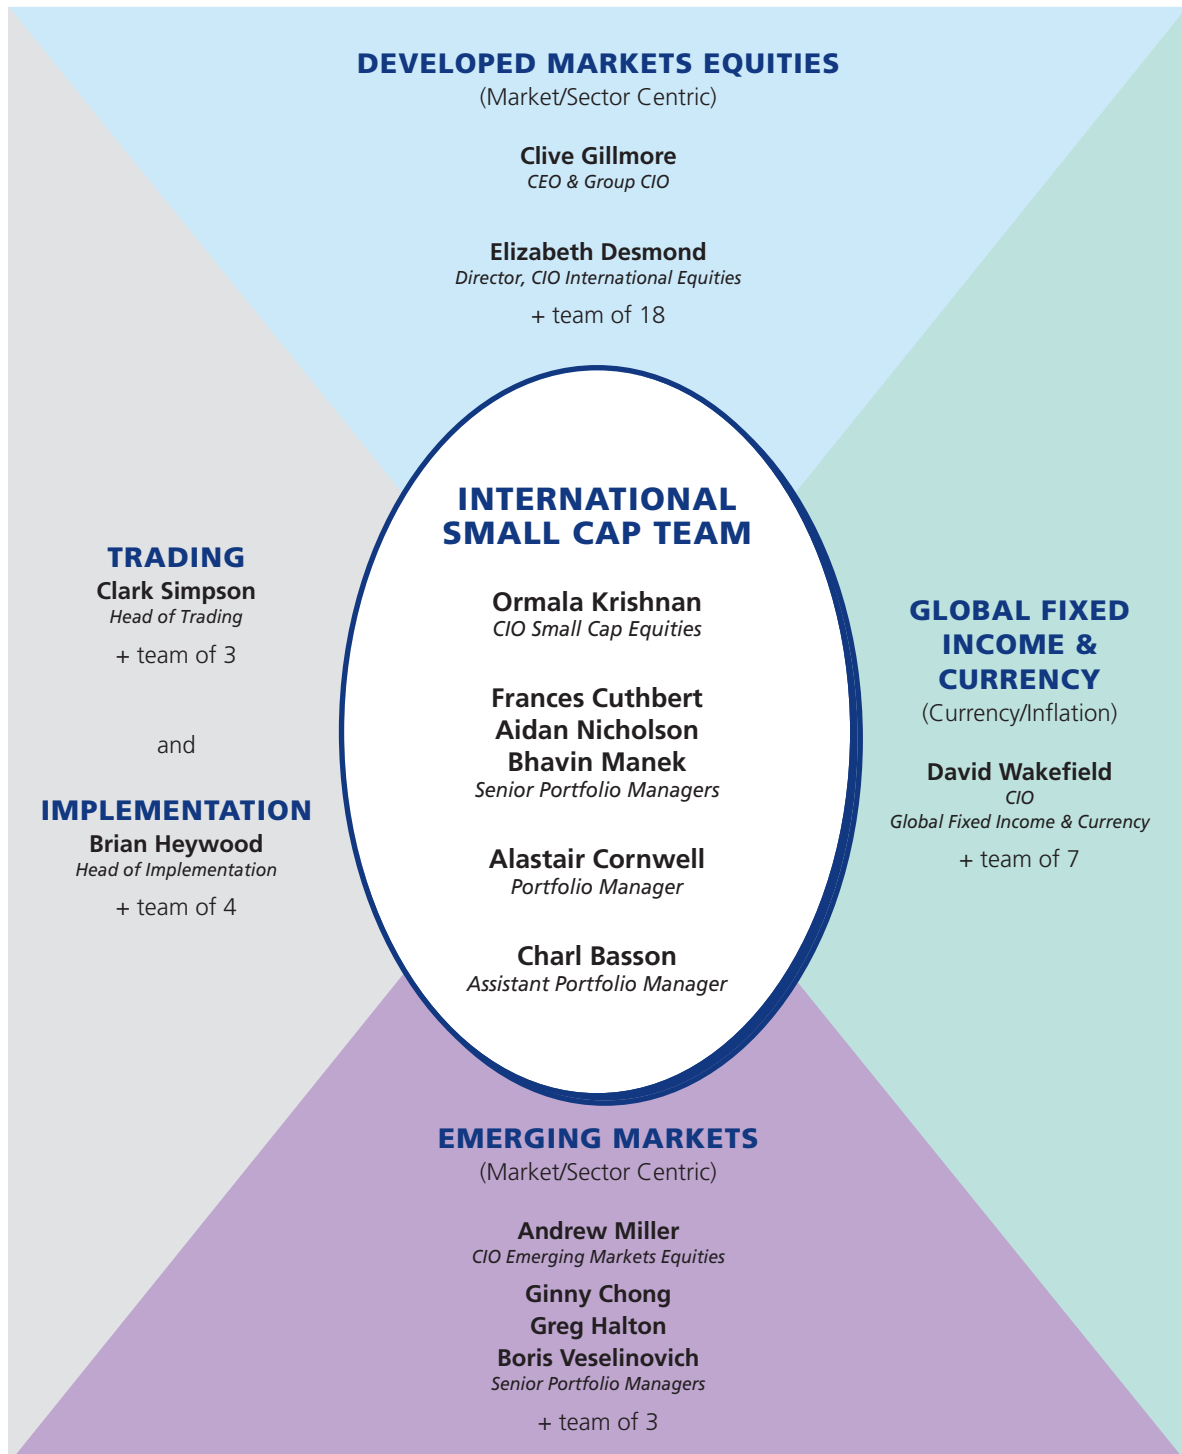 DEVELOPED MARKETS EQUITIES
(Market/Sector Centric)
Clive Gillmore
CEO & Group CIO
Elizabeth Desmond
Director, CIO International Equities
+ team of 18
TRADING
Clark Simpson
Head of Trading
+ team of 3
and
IMPLEMENTATION
Brian Heywood
Head of Implementation
+ team of 4
INTERNATIONAL
SMALL CAP TEAM
Ormala Krishnan
CIO Small Cap Equities
Frances Cuthbert
Aidan Nicholson
Bhavin Manek
Senior Portfolio Managers
Alastair Cornwell
Portfolio Manager
Charl Basson
Assistant Portfolio Manager
GLOBAL FIXED
INCOME &
CURRENCY
(Currency/Inflation)
David Wakefield
CIO
Global Fixed Income & Currency
+ team of 7
EMERGING MARKETS
(Market/Sector Centric)
Andrew Miller
CIO Emerging Markets Equities
Ginny Chong
Greg Halton
Boris Veselinovich
Senior Portfolio Managers
+ team of 3